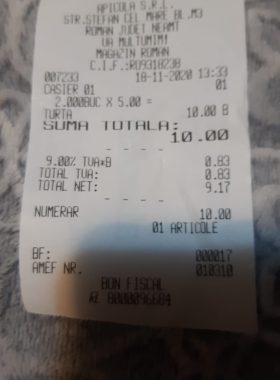 APICOLA S.R.L.
STR.STEFAN CEL MARE BL.M3
ROMAN JUDET NEAMT
VA MULTUMIM!
MAGAZIN ROMAN
C.I.F.:RO9318238
007233 18-11-2020 13:33
CASIER 01 01
2.000BUC X 5.00 =
TURTA 10.00 B
SUMA TOTALA:
10.00
- - - -
9.00% TVA*B 0.83
TOTAL TVA: 0.83
TOTAL NET: 9.17
- - - -
NUMERAR 10.00
01 ARTICOLE
BF: 000017
AMEF NR. 010310
BON FISCAL
8000096684